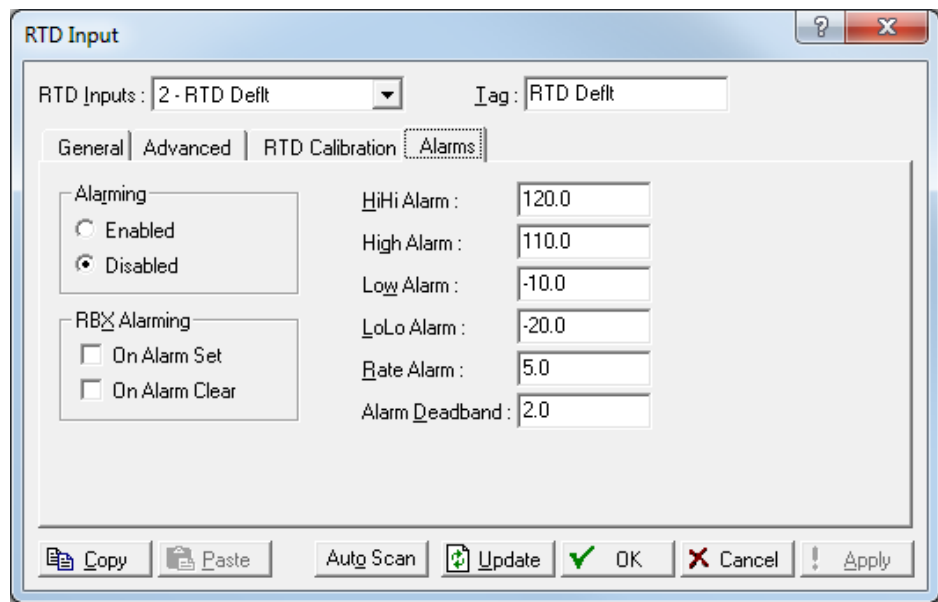 RTD Input
RTD Inputs : 2 - RTD Deflt Tag : RTD Deflt
General Advanced RTD Calibration Alarms
Alarming
Enabled
Disabled
RBX Alarming
On Alarm Set
On Alarm Clear
HiHi Alarm : 120.0
High Alarm : 110.0
Low Alarm : -10.0
LoLo Alarm : -20.0
Rate Alarm : 5.0
Alarm Deadband : 2.0
Copy Paste Auto Scan Update OK Cancel Apply